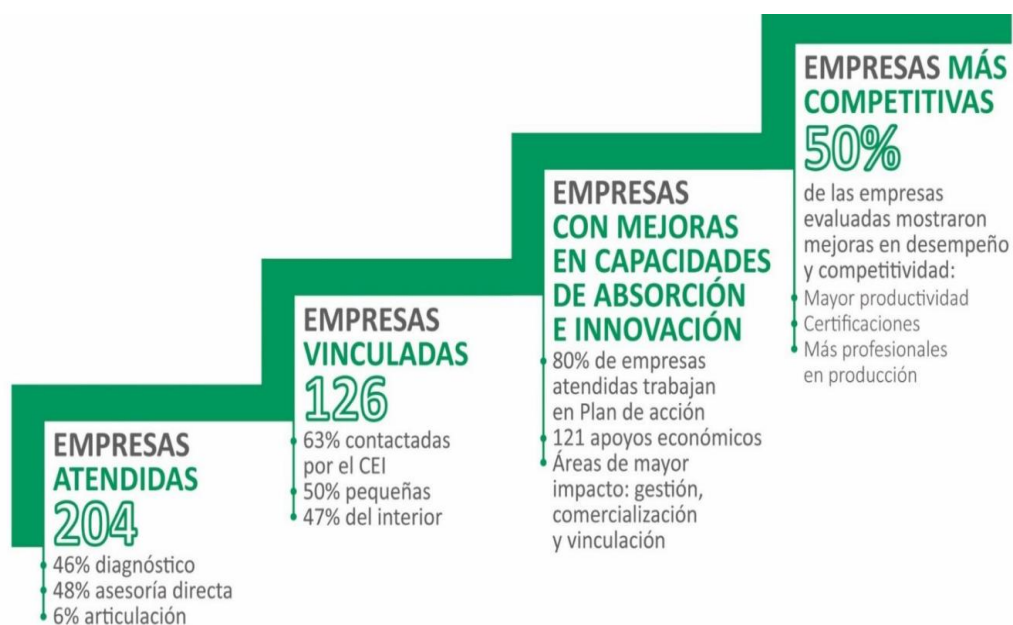 EMPRESAS
ATENDIDAS
204
46% diagnóstico
48% asesoría directa
6% articulación
EMPRESAS
VINCULADAS
126
63% contactadas
por el CEI
50% pequeñas
47% del interior
EMPRESAS
CON MEJORAS
EN CAPACIDADES
DE ABSORCIÓN
E INNOVACIÓN
80% de empresas
atendidas trabajan
en Plan de acción
121 apoyos económicos
Áreas de mayor
impacto: gestión,
comercialización
y vinculación
EMPRESAS MÁS
COMPETITIVAS
50%
de las empresas
evaluadas mostraron
mejoras en desempeño
y competitividad:
Mayor productividad
Certificaciones
Más profesionales
en producción